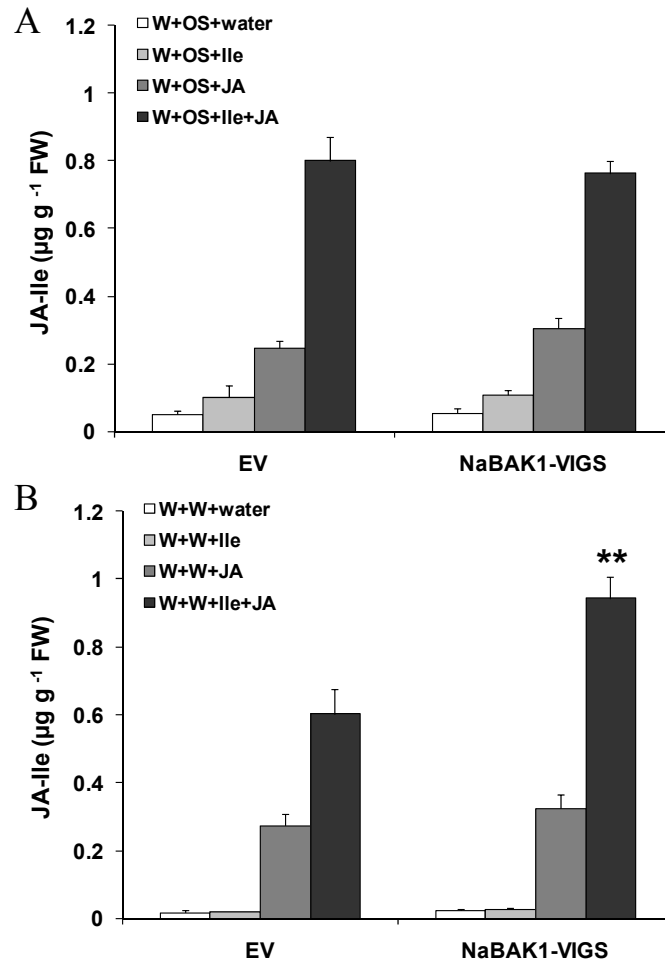 A
W+OS+water
W+OS+Ile
W+OS+JA
W+OS+Ile+JA
JA-Ile (µg g -1 FW)
1.2
1
0.8
0.6
0.4
0.2
0
EV
NaBAK1-VIGS
B
W+W+water
W+W+Ile
W+W+JA
W+W+Ile+JA
**
JA-Ile (µg g -1 FW)
1.2
1
0.8
0.6
0.4
0.2
0
EV
NaBAK1-VIGS